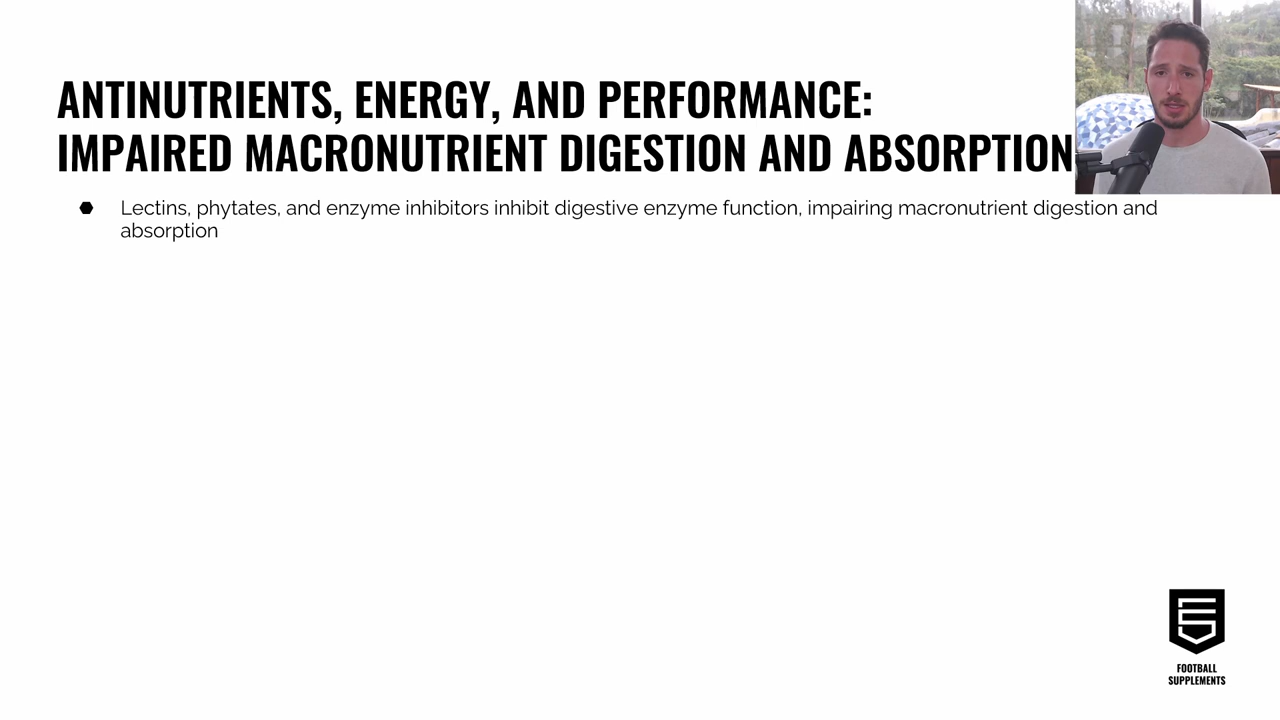 ANTINUTRIENTS, ENERGY, AND PERFORMANCE:
IMPAIRED MACRONUTRIENT DIGESTION AND ABSORPTION
Lectins, phytates, and enzyme inhibitors inhibit digestive enzyme function, impairing macronutrient digestion and
absorption
FOOTBALL
SUPPLEMENTS